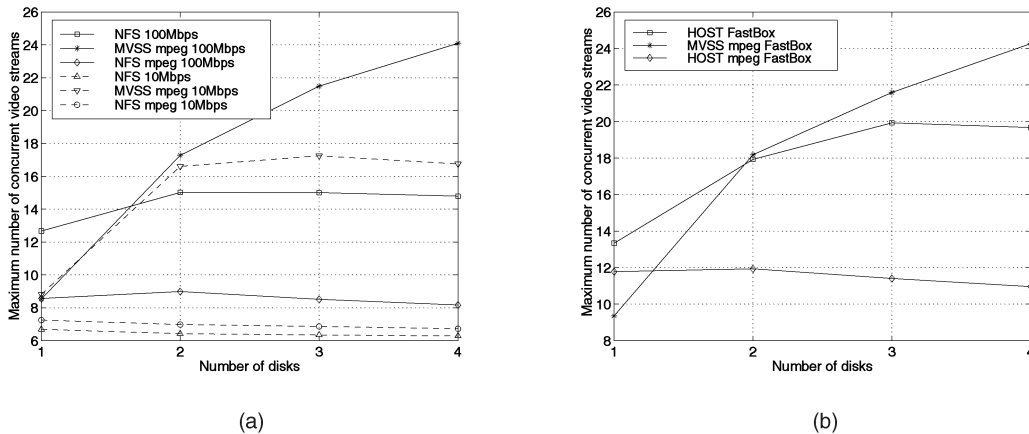 Maximum number of concurrent video streams
26
24
22
20
18
16
14
12
10
8
6
NFS 100Mbps
MVSS mpeg 100Mbps
NFS mpeg 100Mbps
NFS 10Mbps
MVSS mpeg 10Mbps
NFS mpeg 10Mbps
1
2
3
4
Number of disks
(a)
Maximum number of concurrent video streams
26
24
22
20
18
16
14
12
10
8
HOST FastBox
MVSS mpeg FastBox
HOST mpeg FastBox
1
2
3
4
Number of disks
(b)